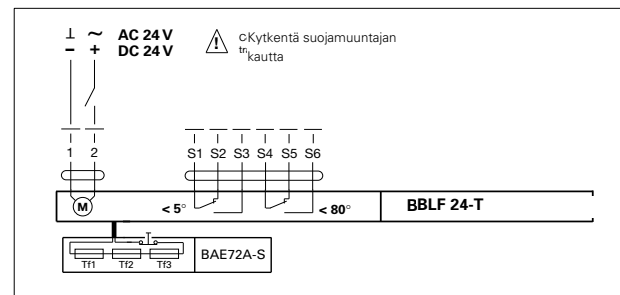 ⊥ ~ AC 24 V
− + DC 24 V
Kytkentä suojamuuntajan
kautta
1 2 S1 S2 S3 S4 S5 S6
M < 5° < 80° BBLF 24-T
T
Tf1 Tf2 Tf3 BAE72A-S